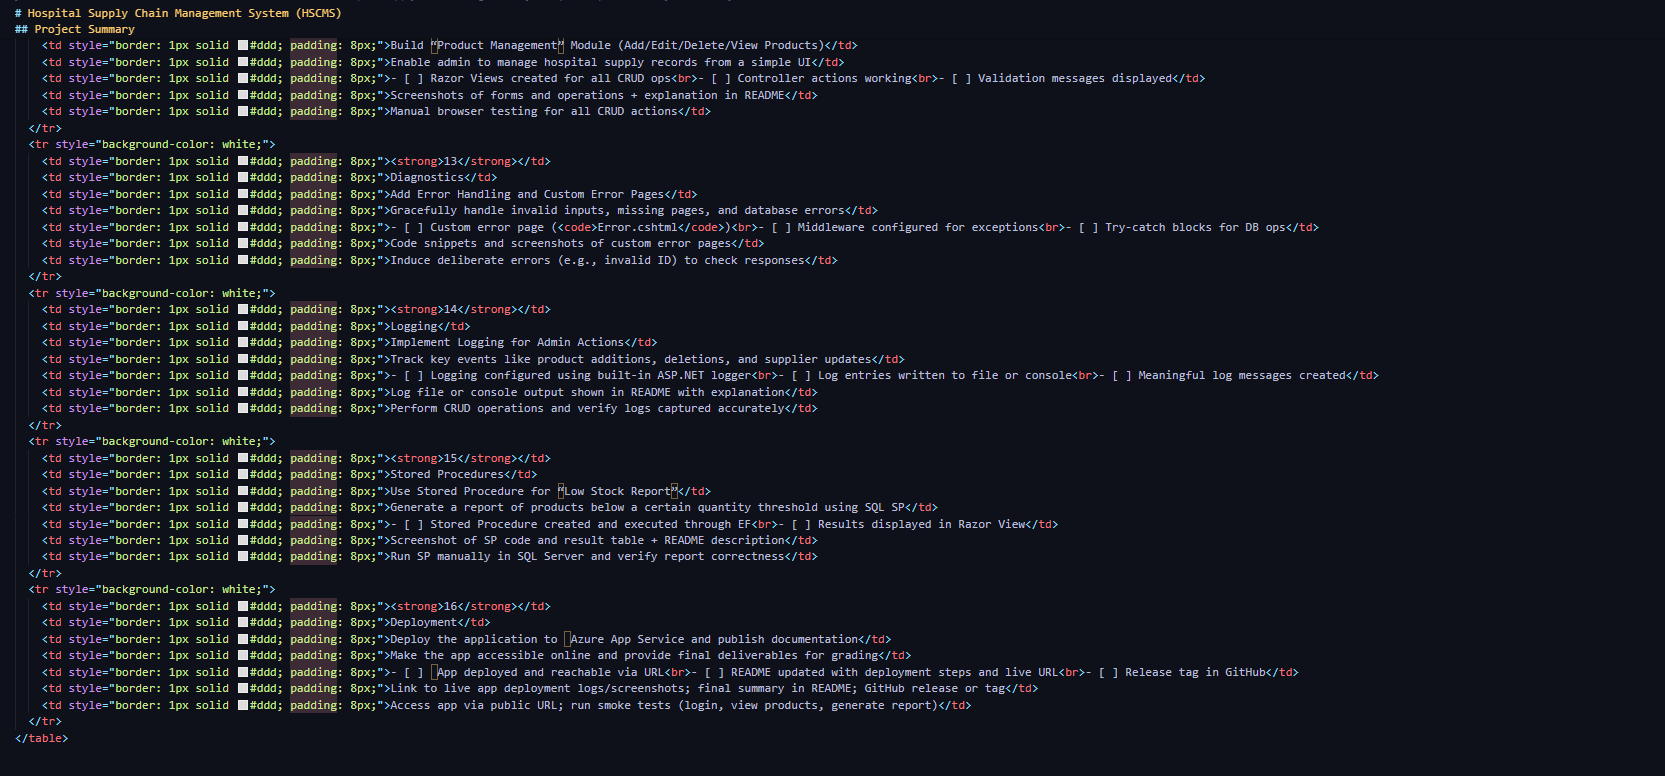 # Hospital Supply Chain Management System (HSCMS)
## Project Summary
<td style="border: 1px solid #ddd; padding: 8px;">Build “Product Management” Module (Add/Edit/Delete/View Products)</td>
<td style="border: 1px solid #ddd; padding: 8px;">Enable admin to manage hospital supply records from a simple UI</td>
<td style="border: 1px solid #ddd; padding: 8px;">- [ ] Razor Views created for all CRUD ops<br>- [ ] Controller actions working<br>- [ ] Validation messages displayed</td>
<td style="border: 1px solid #ddd; padding: 8px;">Screenshots of forms and operations + explanation in README</td>
<td style="border: 1px solid #ddd; padding: 8px;">Manual browser testing for all CRUD actions</td>
</tr>
<tr style="background-color: white;">
<td style="border: 1px solid #ddd; padding: 8px;"><strong>13</strong></td>
<td style="border: 1px solid #ddd; padding: 8px;">Diagnostics</td>
<td style="border: 1px solid #ddd; padding: 8px;">Add Error Handling and Custom Error Pages</td>
<td style="border: 1px solid #ddd; padding: 8px;">Gracefully handle invalid inputs, missing pages, and database errors</td>
<td style="border: 1px solid #ddd; padding: 8px;">- [ ] Custom error page (<code>Error.cshtml</code>)<br>- [ ] Middleware configured for exceptions<br>- [ ] Try-catch blocks for DB ops</td>
<td style="border: 1px solid #ddd; padding: 8px;">Code snippets and screenshots of custom error pages</td>
<td style="border: 1px solid #ddd; padding: 8px;">Induce deliberate errors (e.g., invalid ID) to check responses</td>
</tr>
<tr style="background-color: white;">
<td style="border: 1px solid #ddd; padding: 8px;"><strong>14</strong></td>
<td style="border: 1px solid #ddd; padding: 8px;">Logging</td>
<td style="border: 1px solid #ddd; padding: 8px;">Implement Logging for Admin Actions</td>
<td style="border: 1px solid #ddd; padding: 8px;">Track key events like product additions, deletions, and supplier updates</td>
<td style="border: 1px solid #ddd; padding: 8px;">- [ ] Logging configured using built-in ASP.NET logger<br>- [ ] Log entries written to file or console<br>- [ ] Meaningful log messages created</td>
<td style="border: 1px solid #ddd; padding: 8px;">Log file or console output shown in README with explanation</td>
<td style="border: 1px solid #ddd; padding: 8px;">Perform CRUD operations and verify logs captured accurately</td>
</tr>
<tr style="background-color: white;">
<td style="border: 1px solid #ddd; padding: 8px;"><strong>15</strong></td>
<td style="border: 1px solid #ddd; padding: 8px;">Stored Procedures</td>
<td style="border: 1px solid #ddd; padding: 8px;">Use Stored Procedure for “Low Stock Report”</td>
<td style="border: 1px solid #ddd; padding: 8px;">Generate a report of products below a certain quantity threshold using SQL SP</td>
<td style="border: 1px solid #ddd; padding: 8px;">- [ ] Stored Procedure created and executed through EF<br>- [ ] Results displayed in Razor View</td>
<td style="border: 1px solid #ddd; padding: 8px;">Screenshot of SP code and result table + README description</td>
<td style="border: 1px solid #ddd; padding: 8px;">Run SP manually in SQL Server and verify report correctness</td>
</tr>
<tr style="background-color: white;">
<td style="border: 1px solid #ddd; padding: 8px;"><strong>16</strong></td>
<td style="border: 1px solid #ddd; padding: 8px;">Deployment</td>
<td style="border: 1px solid #ddd; padding: 8px;">Deploy the application to Azure App Service and publish documentation</td>
<td style="border: 1px solid #ddd; padding: 8px;">Make the app accessible online and provide final deliverables for grading</td>
<td style="border: 1px solid #ddd; padding: 8px;">- [ ] App deployed and reachable via URL<br>- [ ] README updated with deployment steps and live URL<br>- [ ] Release tag in GitHub</td>
<td style="border: 1px solid #ddd; padding: 8px;">Link to live app deployment logs/screenshots; final summary in README; GitHub release or tag</td>
<td style="border: 1px solid #ddd; padding: 8px;">Access app via public URL; run smoke tests (login, view products, generate report)</td>
</tr>
</table>